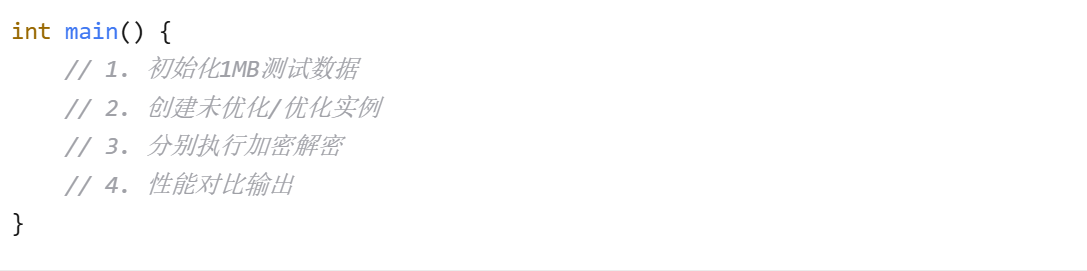 int main() {
    // 1. 初始化1MB测试数据
    // 2. 创建未优化/优化实例
    // 3. 分别执行加密解密
    // 4. 性能对比输出
}